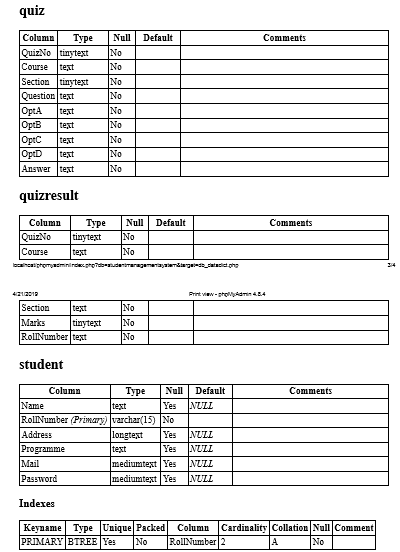 quiz
Column Type Null Default Comments
QuizNo tinytext No
Course text No
Section tinytext No
Question text No
OptA text No
OptB text No
OptC text No
OptD text No
Answer text No
quizresult
Column Type Null Default Comments
QuizNo tinytext No
Course text No
localhost/phpmyadmin/index.php?db=studentmanagementsystem&target=db_datadict.php 3/4
4/21/2019 Print view - phpMyAdmin 4.8.4
Section text No
Marks tinytext No
RollNumber text No
student
Column Type Null Default Comments
Name text Yes NULL
RollNumber (Primary) varchar(15) No
Address longtext Yes NULL
Programme text Yes NULL
Mail mediumtext Yes NULL
Password mediumtext Yes NULL
Indexes
Keyname Type Unique Packed Column Cardinality Collation Null Comment
PRIMARY BTREE Yes No RollNumber 2 A No